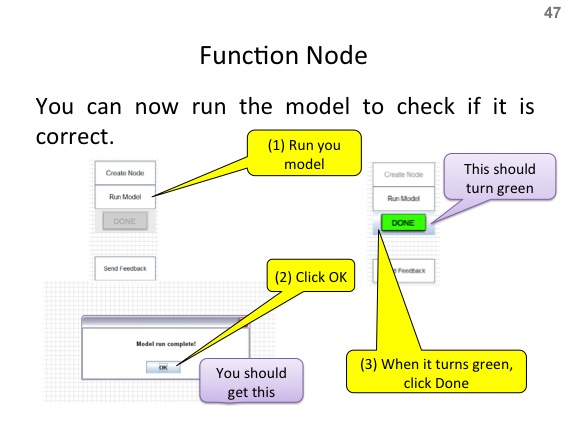 47
Function Node
You can now run the model to check if it is
correct.
(1) Run you
model
Create Node
Run Model
DONE
Send Feedback
Create Node
Run Model
DONE
Feedback
This should
turn green
(2) Click OK
Model run complete!
OK
You should
get this
(3) When it turns green,
click Done